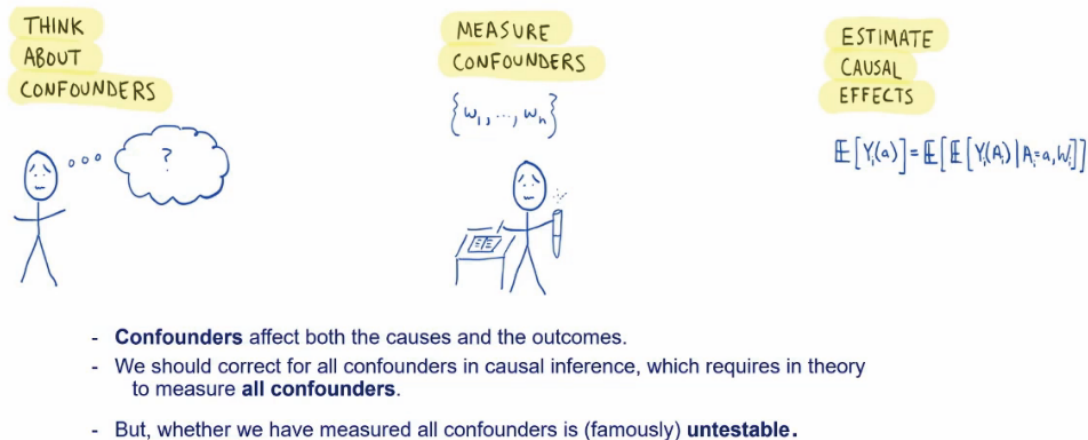 THINK
ABOUT
CONFOUNDERS
?
MEASURE
CONFOUNDERS
{w₁, ..., wₙ}
ESTIMATE
CAUSAL
EFFECTS
𝔼[Yᵢ(a)] = 𝔼[𝔼[Yᵢ(Aᵢ) | Aᵢ=a, Wᵢ]]
- Confounders affect both the causes and the outcomes.
- We should correct for all confounders in causal inference, which requires in theory
to measure all confounders.
- But, whether we have measured all confounders is (famously) untestable.